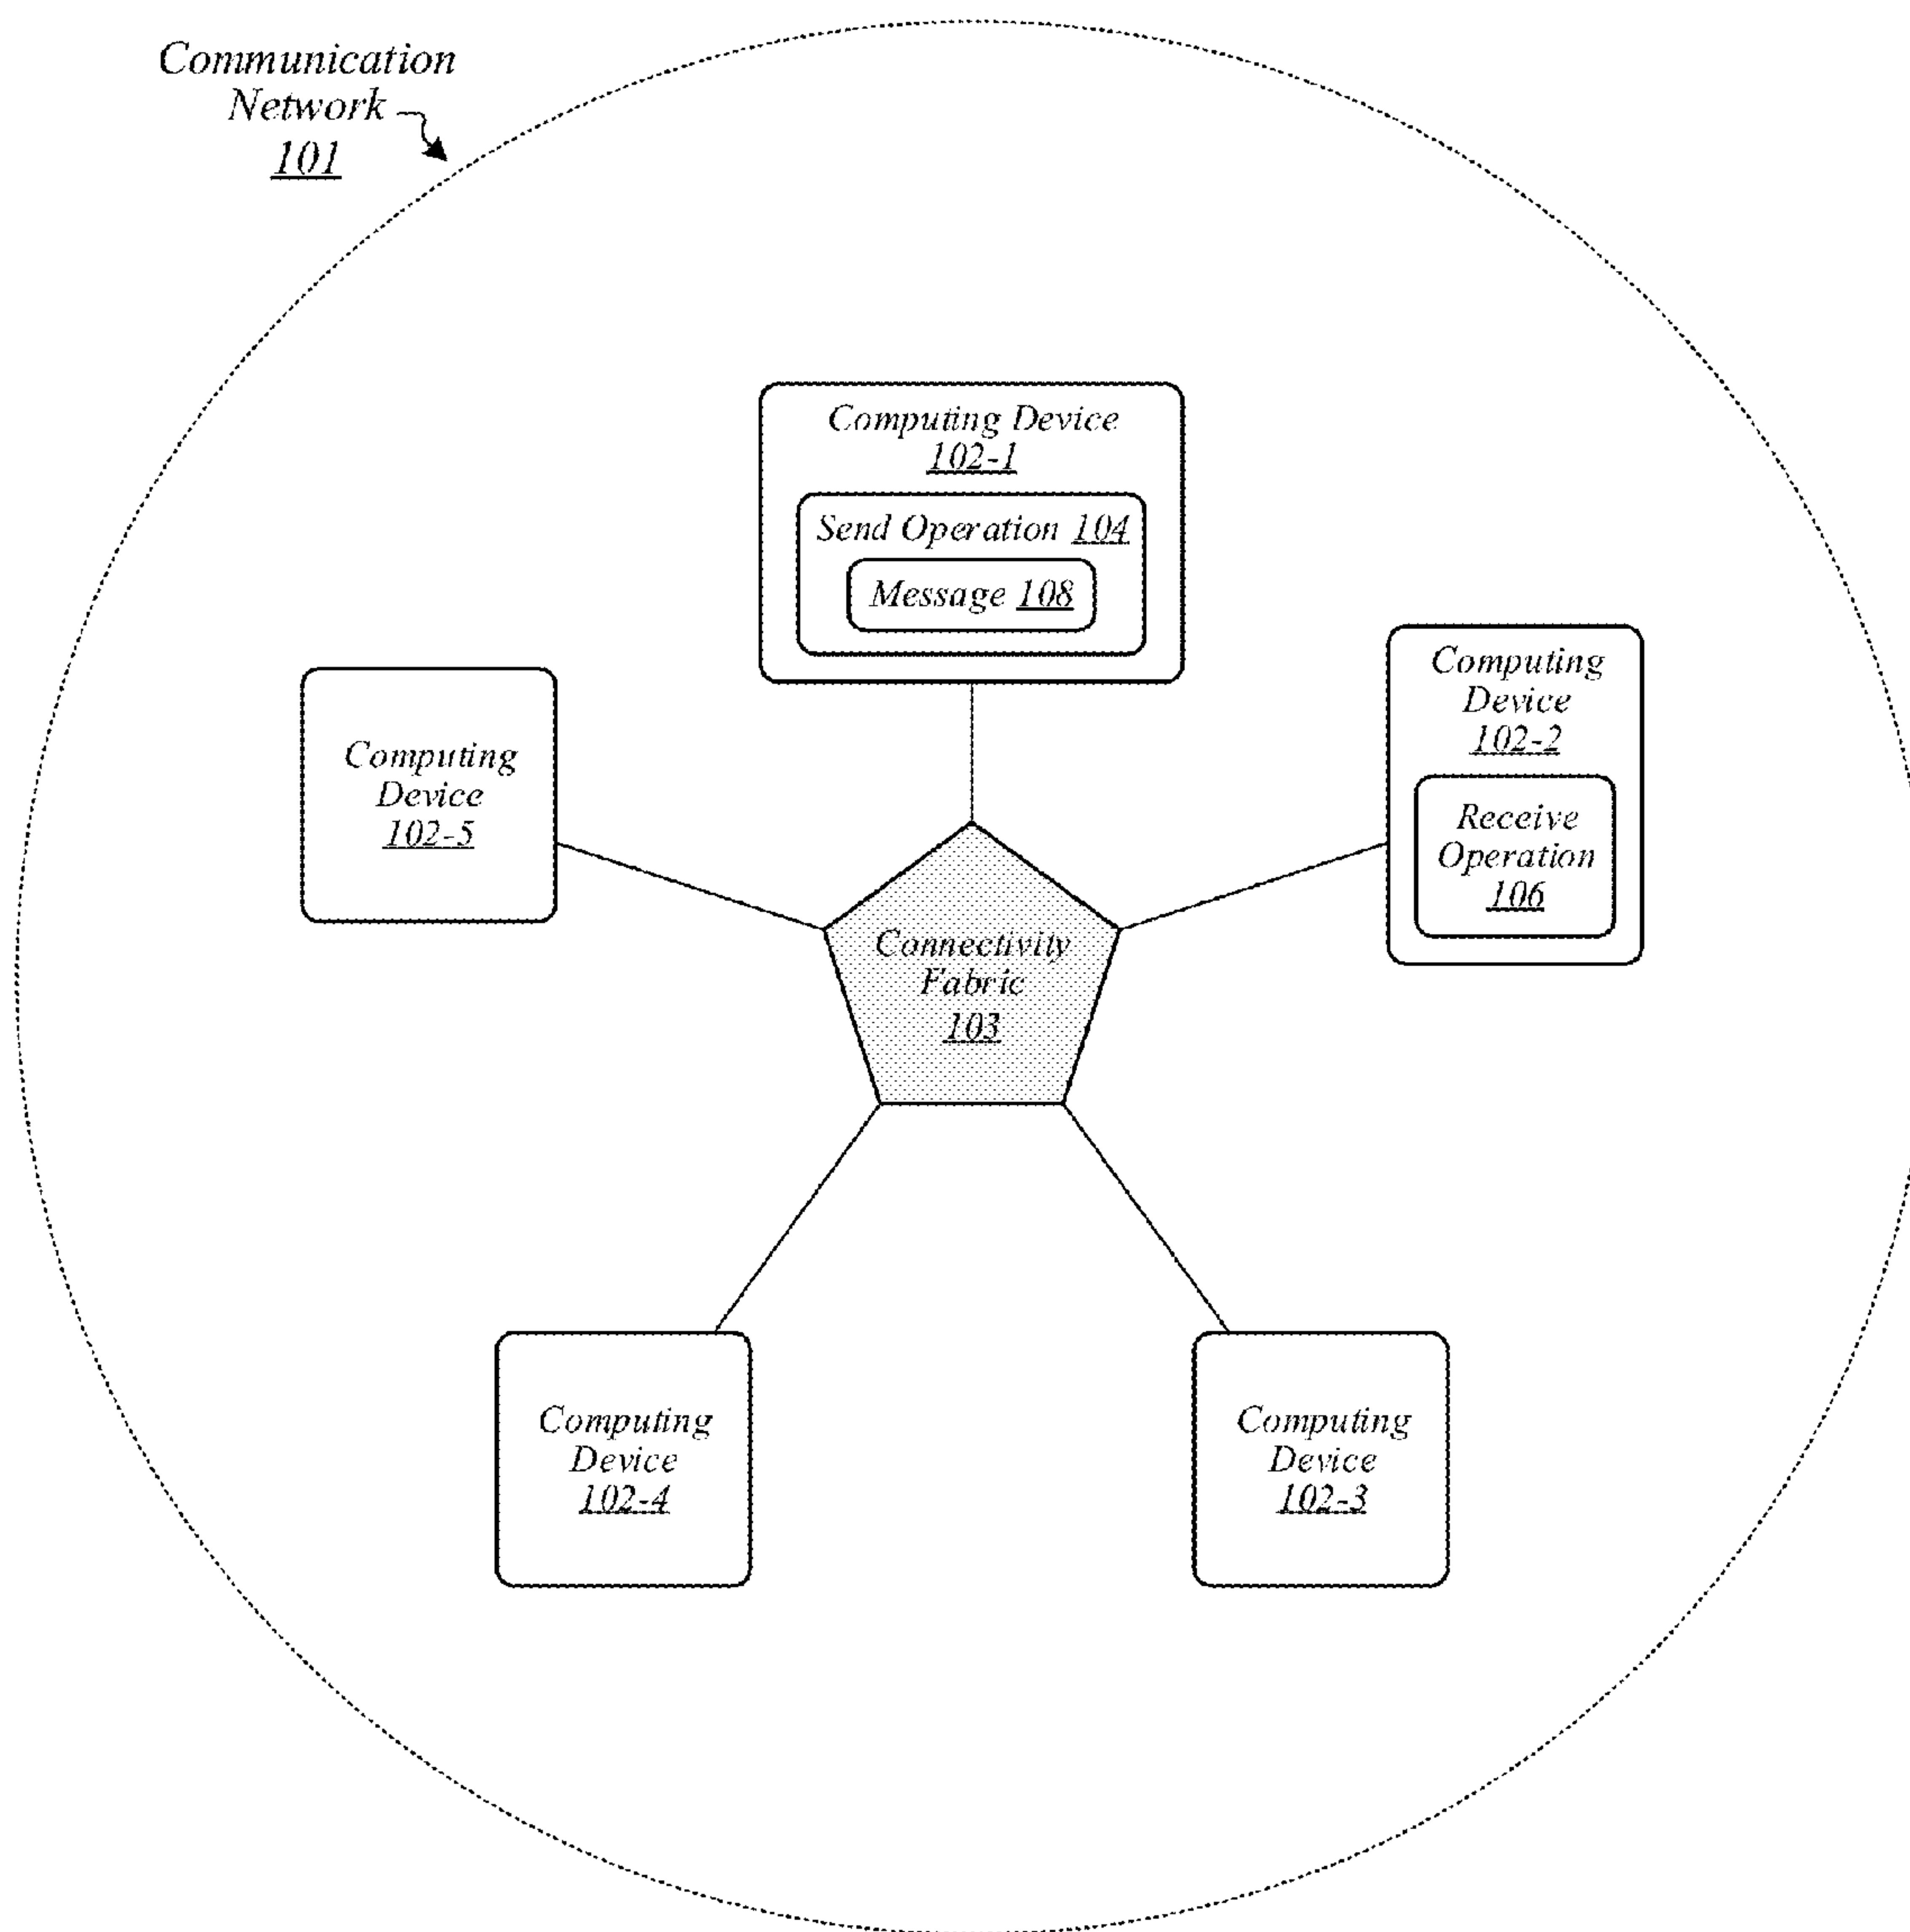 Communication
Network
101
Computing Device
102-1
Send Operation 104
Message 108
Computing
Device
102-2
Receive
Operation
106
Computing
Device
102-5
Connectivity
Fabric
103
Computing
Device
102-4
Computing
Device
102-3